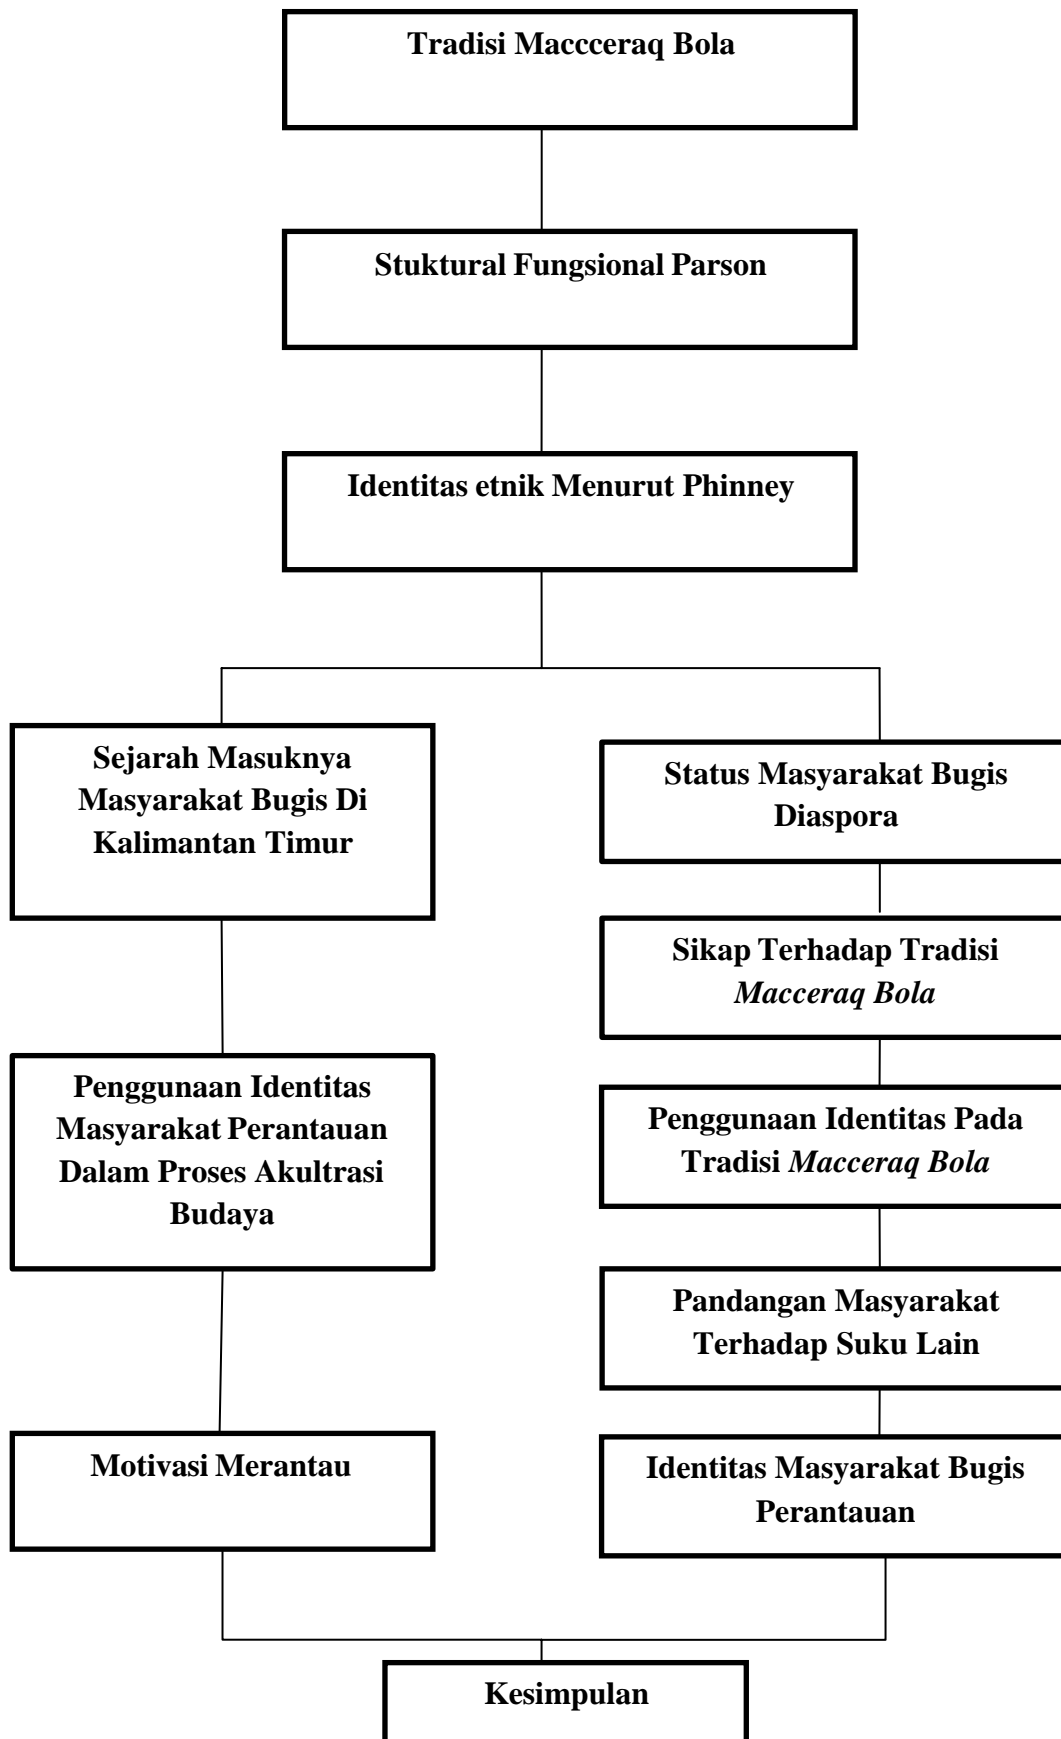 Tradisi Maccceraq Bola
Stuktural Fungsional Parson
Identitas etnik Menurut Phinney
Sejarah Masuknya
Masyarakat Bugis Di
Kalimantan Timur
Penggunaan Identitas
Masyarakat Perantauan
Dalam Proses Akultrasi
Budaya
Motivasi Merantau
Status Masyarakat Bugis
Diaspora
Sikap Terhadap Tradisi
Macceraq Bola
Penggunaan Identitas Pada
Tradisi Macceraq Bola
Pandangan Masyarakat
Terhadap Suku Lain
Identitas Masyarakat Bugis
Perantauan
Kesimpulan